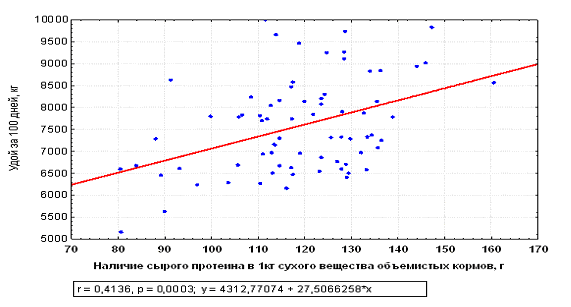 10000
9500
9000
8500
8000
7500
7000
6500
6000
5500
5000
Удой за 100 дней, кг
70 80 90 100 110 120 130 140 150 160 170
Наличие сырого протеина в 1кг сухого вещества объемистых кормов, г
r = 0,4136, p = 0,0003; y = 4312,77074 + 27,5066258*x